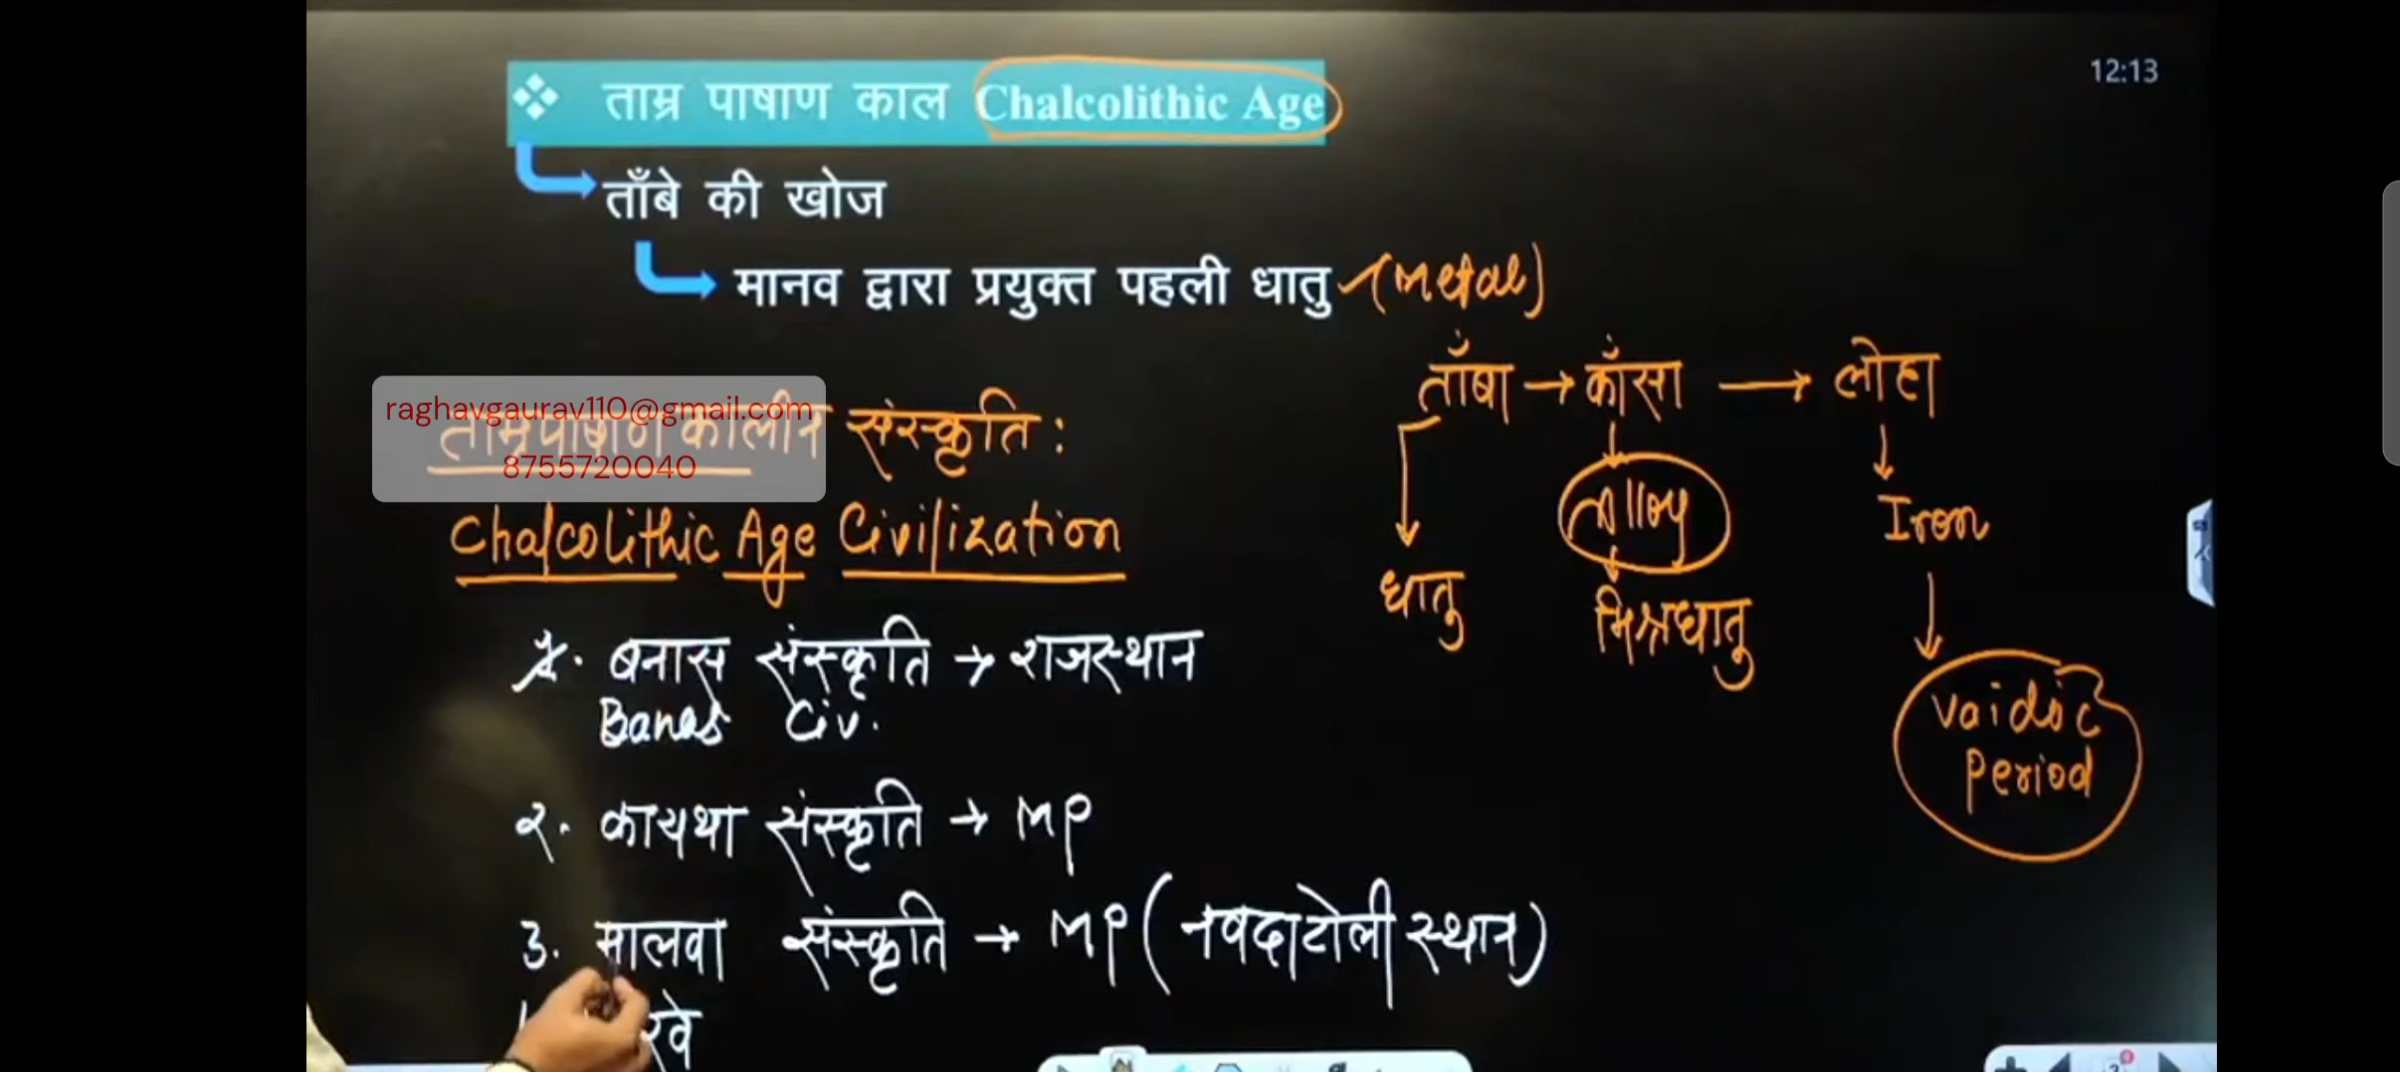 ❖ ताम्र पाषाण काल Chalcolithic Age
12:13
ताँबे की खोज
मानव द्वारा प्रयुक्त पहली धातु (Metal)
ताँबा → काँसा → लोहा
raghavgaurav110@gmail.com
ताम्रपाषाण कालीन संस्कृति :
8755720040
Alloy
Iron
Chalcolithic Age Civilization
धातु
मिश्रधातु
बनास संस्कृति → राजस्थान
Banas Civ.
Vaidic
Period
२. कायथा संस्कृति → MP
3. मालवा संस्कृति → MP (नवदाटोली स्थान)